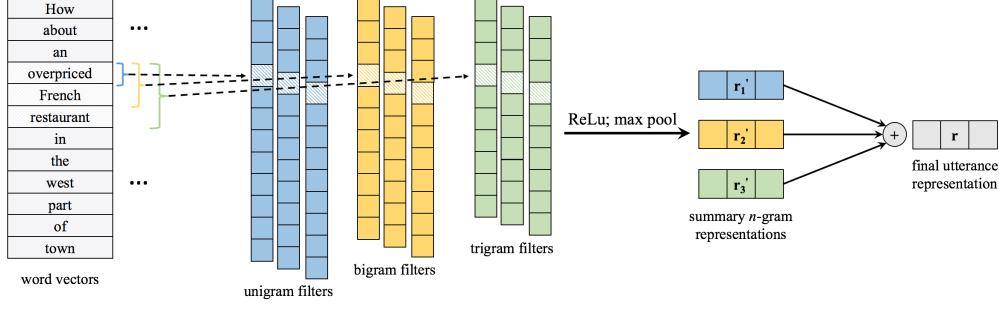 How
about
an
overpriced
French
restaurant
in
the
west
part
of
town
word vectors
...
...
unigram filters
bigram filters
trigram filters
ReLu; max pool
r₁'
r₂'
r₃'
summary n-gram
representations
+
r
final utterance
representation